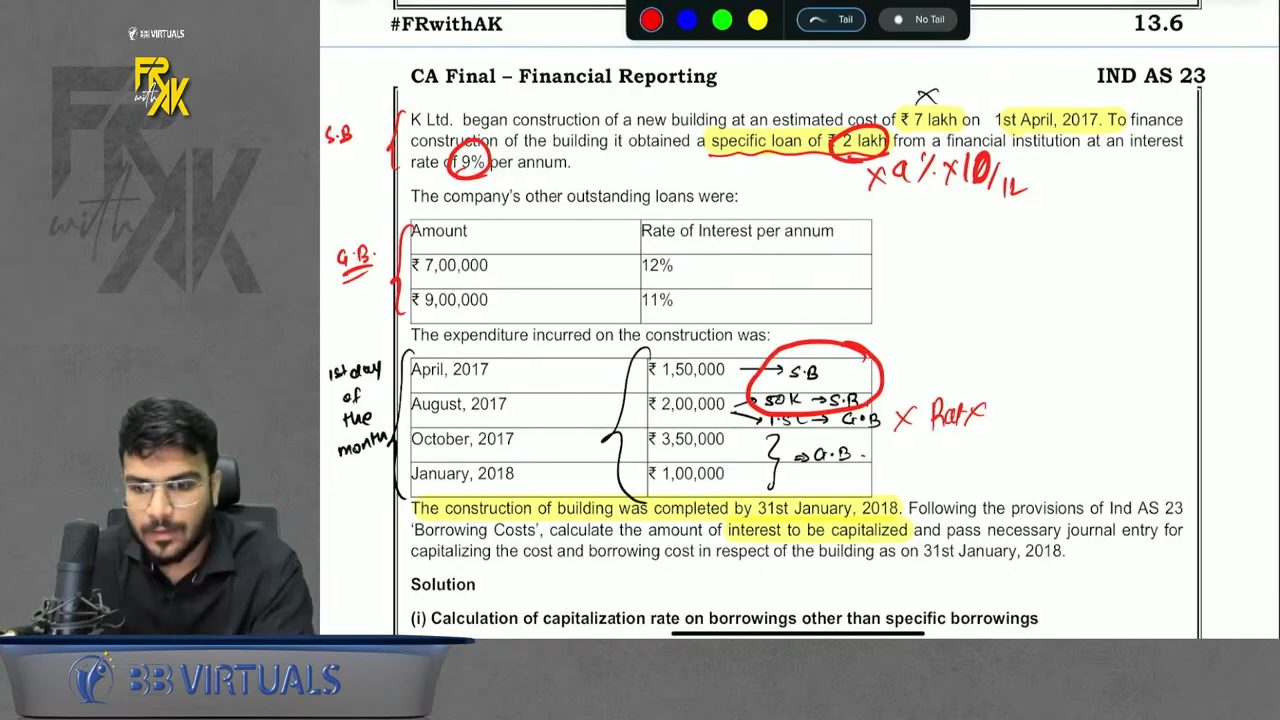 #FRwithAK
Tail
No Tail
13.6
BB VIRTUALS
FR
with
AK
CA Final – Financial Reporting
IND AS 23
S.B
K Ltd. began construction of a new building at an estimated cost of ₹ 7 lakh on 1st April, 2017. To finance
construction of the building it obtained a specific loan of ₹ 2 lakh from a financial institution at an interest
rate of 9% per annum.
x 9% x 10/12
The company's other outstanding loans were:
G.B.
Amount Rate of Interest per annum
₹ 7,00,000 12%
₹ 9,00,000 11%
The expenditure incurred on the construction was:
1st day
of
the
month
April, 2017 ₹ 1,50,000 → S.B
August, 2017 ₹ 2,00,000 → 50K → S.B
→ 1.5L → G.B x Rate x
October, 2017 ₹ 3,50,000
⇒ G.B
January, 2018 ₹ 1,00,000
The construction of building was completed by 31st January, 2018. Following the provisions of Ind AS 23
'Borrowing Costs', calculate the amount of interest to be capitalized and pass necessary journal entry for
capitalizing the cost and borrowing cost in respect of the building as on 31st January, 2018.
Solution
(i) Calculation of capitalization rate on borrowings other than specific borrowings
BB VIRTUALS